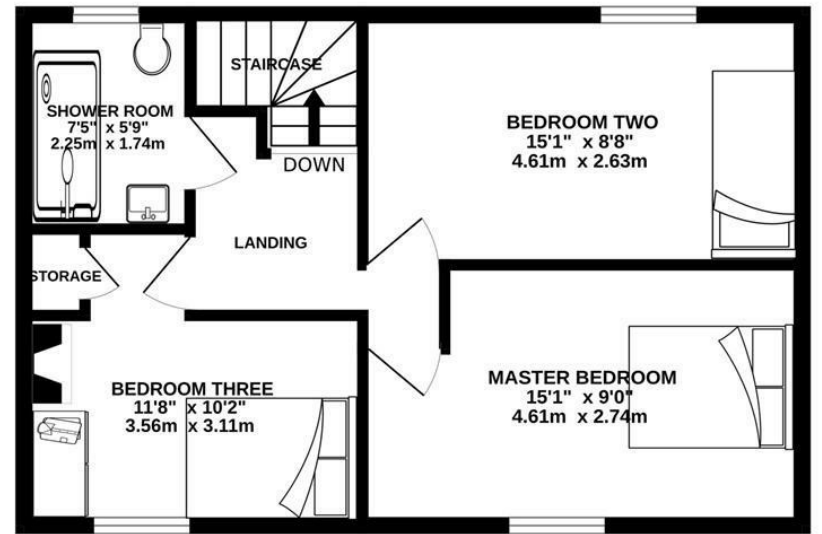 STAIRCASE
SHOWER ROOM
7'5" x 5'9"
2.25m x 1.74m
DOWN
BEDROOM TWO
15'1" x 8'8"
4.61m x 2.63m
LANDING
STORAGE
BEDROOM THREE
11'8" x 10'2"
3.56m x 3.11m
MASTER BEDROOM
15'1" x 9'0"
4.61m x 2.74m